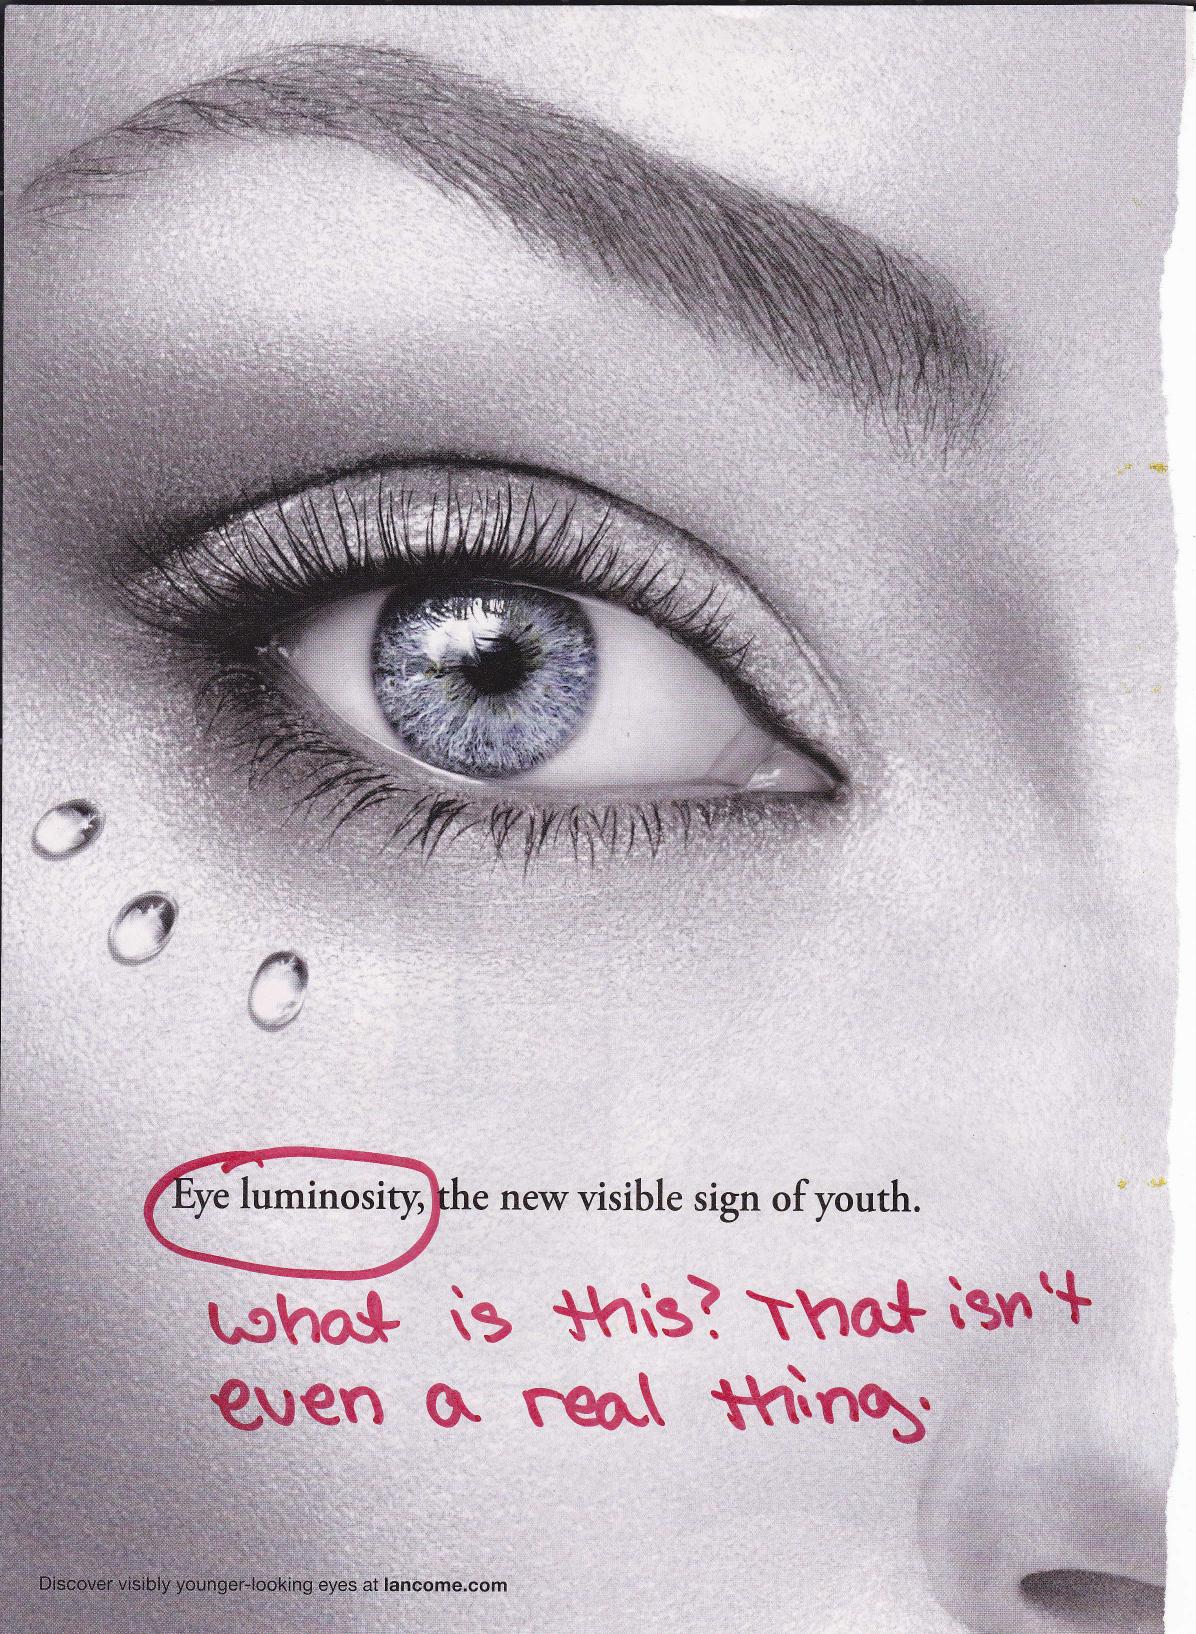 Eye luminosity, the new visible sign of youth.
what is this? That isn't
even a real thing.
Discover visibly younger-looking eyes at lancome.com